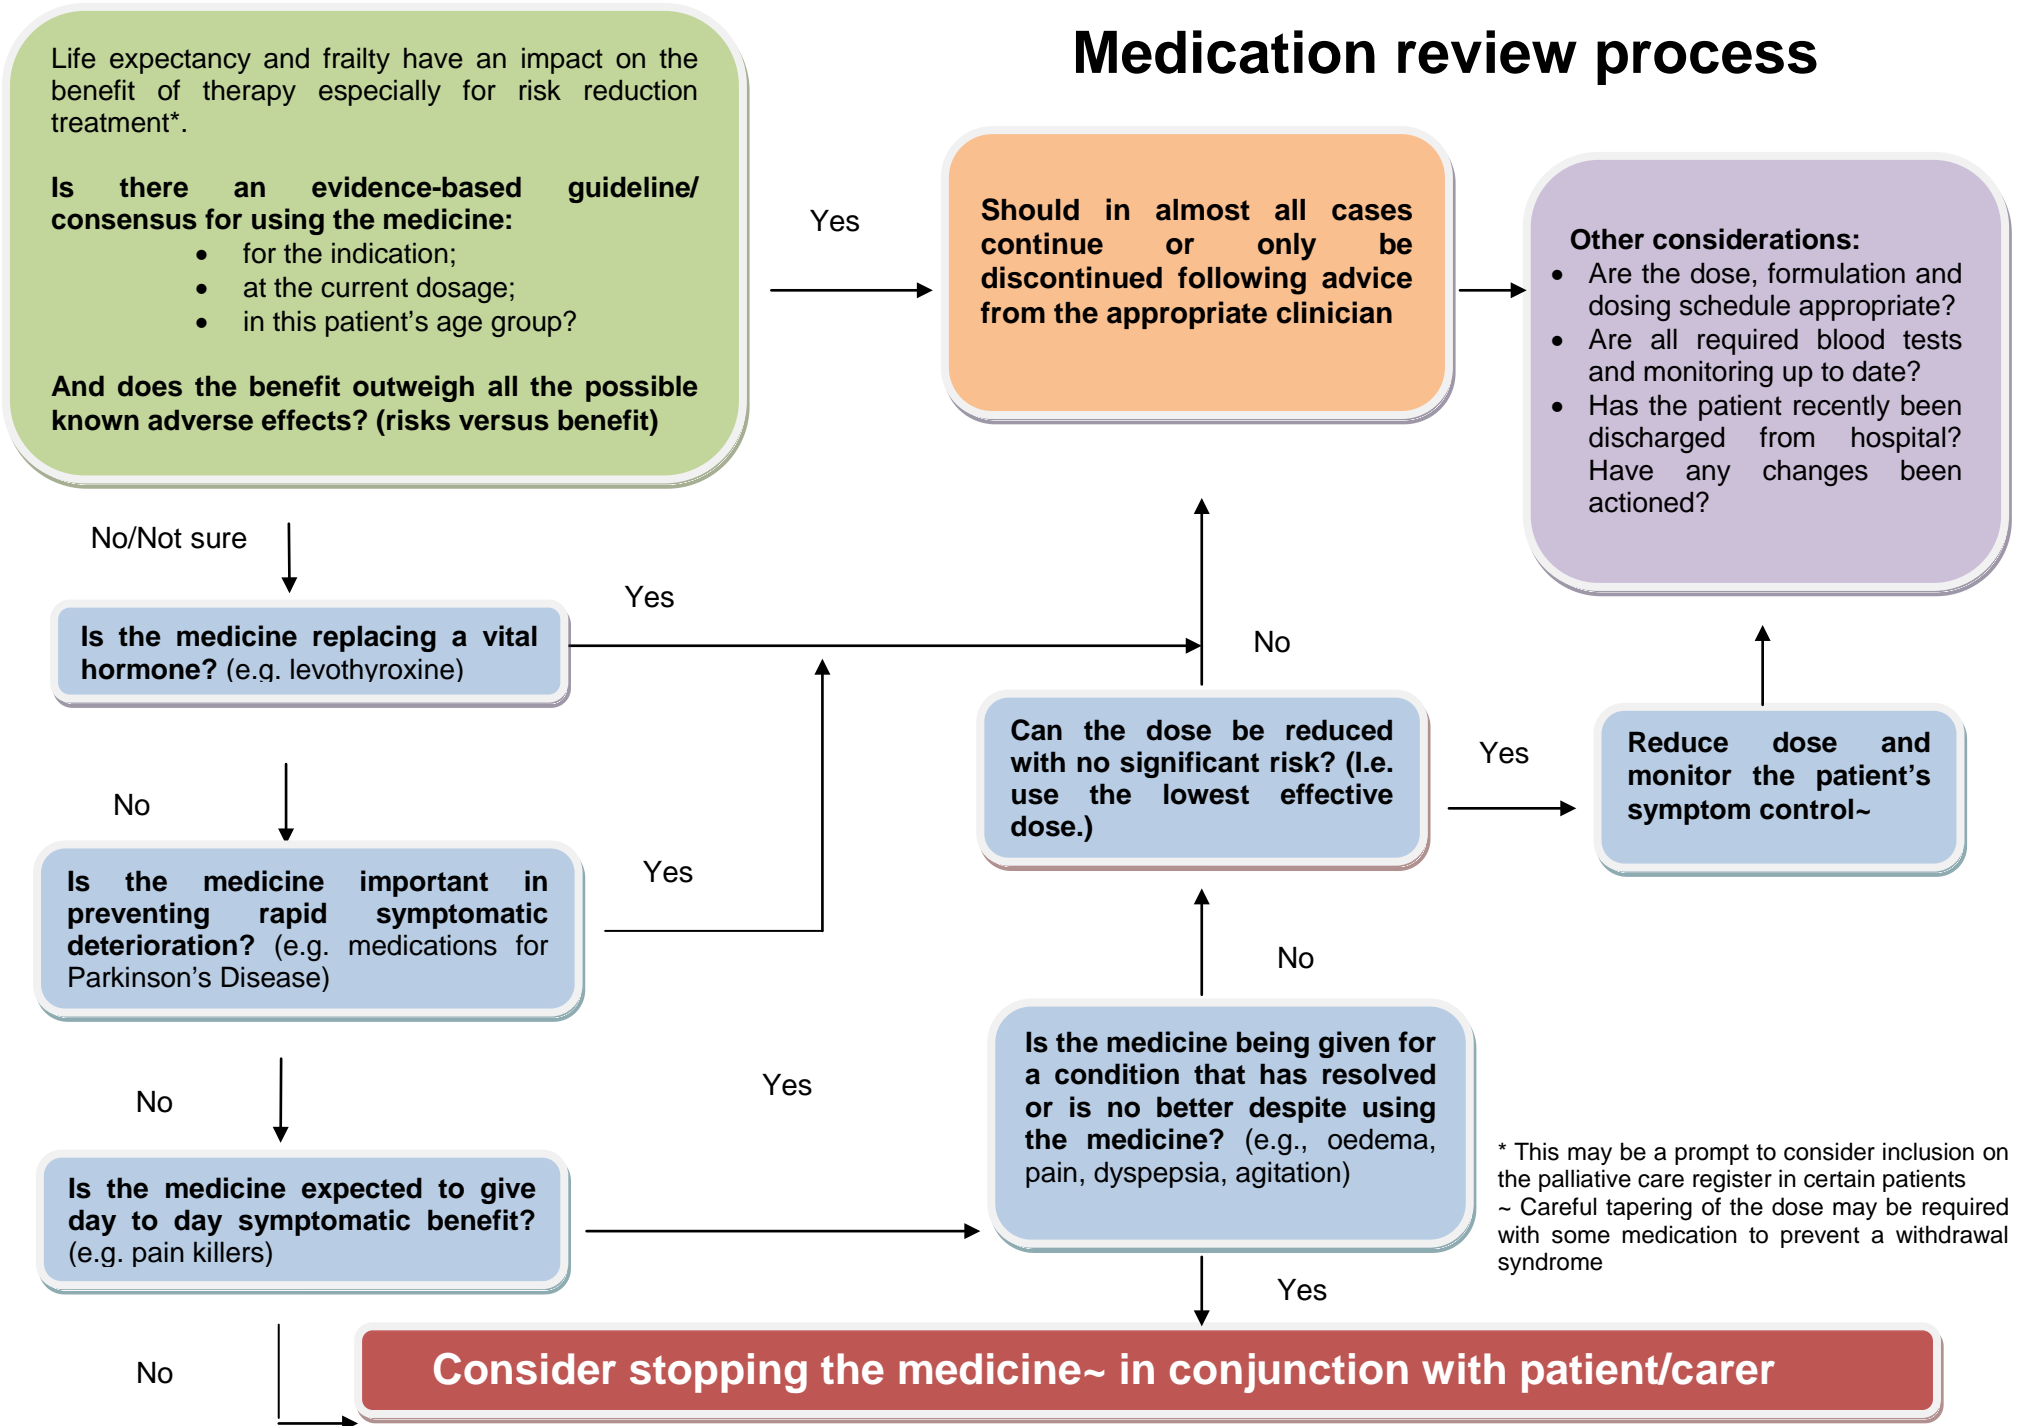 Medication review process
Life expectancy and frailty have an impact on the
benefit of therapy especially for risk reduction
treatment*.
Is there an evidence-based guideline/
consensus for using the medicine:
• for the indication;
• at the current dosage;
• in this patient's age group?
And does the benefit outweigh all the possible
known adverse effects? (risks versus benefit)
Yes
Should in almost all cases
continue or only be
discontinued following advice
from the appropriate clinician
Other considerations:
• Are the dose, formulation and
dosing schedule appropriate?
• Are all required blood tests
and monitoring up to date?
• Has the patient recently been
discharged from hospital?
Have any changes been
actioned?
No/Not sure
Is the medicine replacing a vital
hormone? (e.g. levothyroxine)
Yes
No
No
Can the dose be reduced
with no significant risk? (I.e.
use the lowest effective
dose.)
Yes
Reduce dose and
monitor the patient's
symptom control~
Is the medicine important in
preventing rapid symptomatic
deterioration? (e.g. medications for
Parkinson's Disease)
Yes
No
No
Is the medicine being given for
a condition that has resolved
or is no better despite using
the medicine? (e.g., oedema,
pain, dyspepsia, agitation)
Yes
Is the medicine expected to give
day to day symptomatic benefit?
(e.g. pain killers)
* This may be a prompt to consider inclusion on
the palliative care register in certain patients
~ Careful tapering of the dose may be required
with some medication to prevent a withdrawal
syndrome
Yes
No
Consider stopping the medicine~ in conjunction with patient/carer